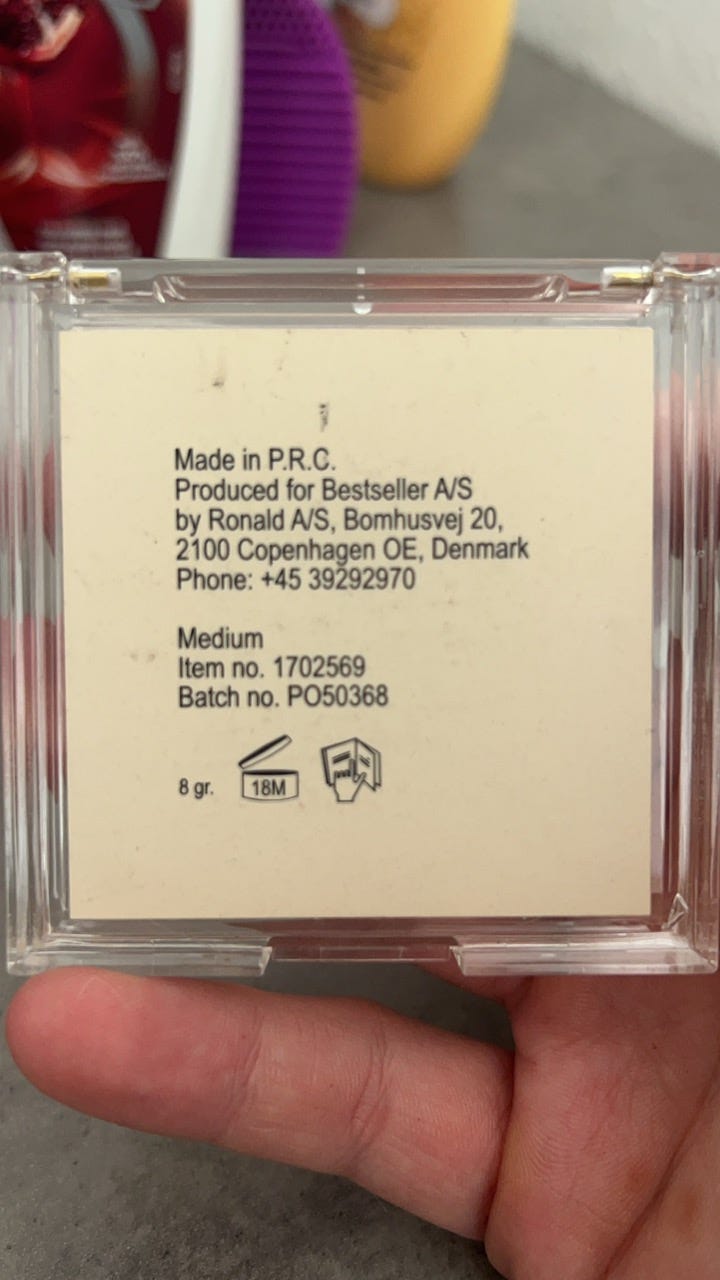 Made in P.R.C.
Produced for Bestseller A/S
by Ronald A/S, Bomhusvej 20,
2100 Copenhagen OE, Denmark
Phone: +45 39292970
Medium
Item no. 1702569
Batch no. PO50368
8 gr.
18M